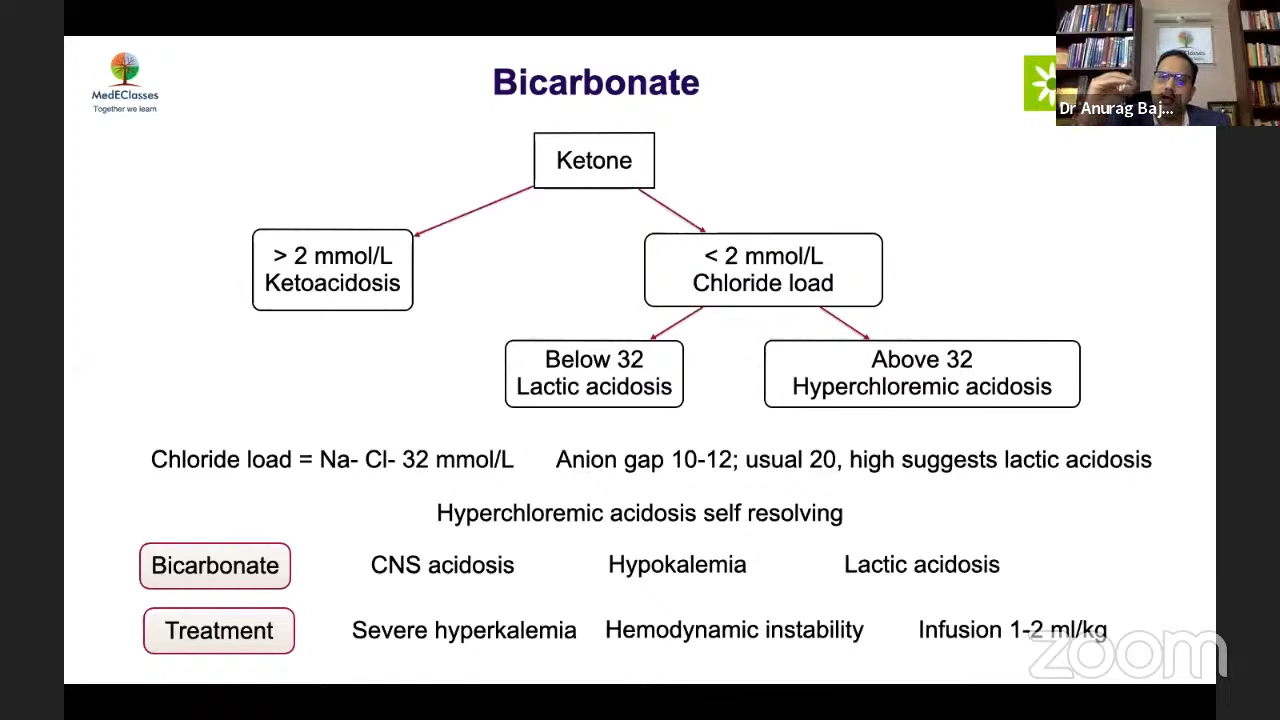 MedEClasses
Together we learn
Bicarbonate
Dr Anurag Baj...
Ketone
> 2 mmol/L
Ketoacidosis
< 2 mmol/L
Chloride load
Below 32
Lactic acidosis
Above 32
Hyperchloremic acidosis
Chloride load = Na- Cl- 32 mmol/L
Anion gap 10-12; usual 20, high suggests lactic acidosis
Hyperchloremic acidosis self resolving
Bicarbonate
CNS acidosis
Hypokalemia
Lactic acidosis
Treatment
Severe hyperkalemia
Hemodynamic instability
Infusion 1-2 ml/kg
zoom